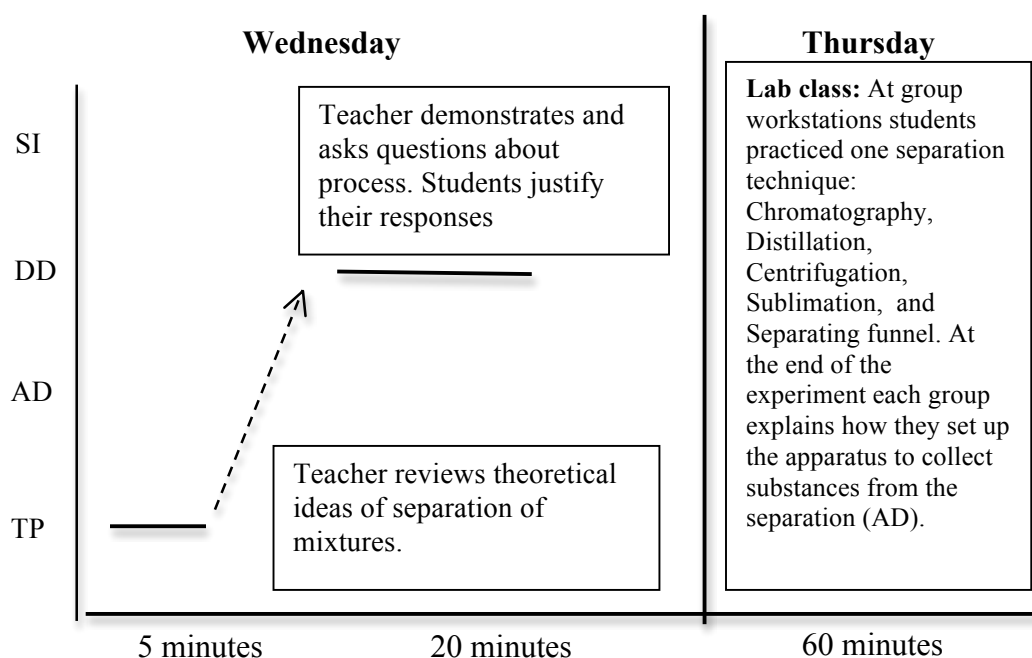 Wednesday
Thursday
SI
DD
AD
TP
Teacher demonstrates and
asks questions about
process. Students justify
their responses
Teacher reviews theoretical
ideas of separation of
mixtures.
Lab class: At group
workstations students
practiced one separation
technique:
Chromatography,
Distillation,
Centrifugation,
Sublimation, and
Separating funnel. At
the end of the
experiment each group
explains how they set up
the apparatus to collect
substances from the
separation (AD).
5 minutes
20 minutes
60 minutes